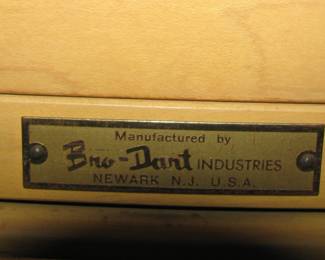 Manufactured by
Bro-Dart INDUSTRIES
NEWARK N.J. U.S.A.